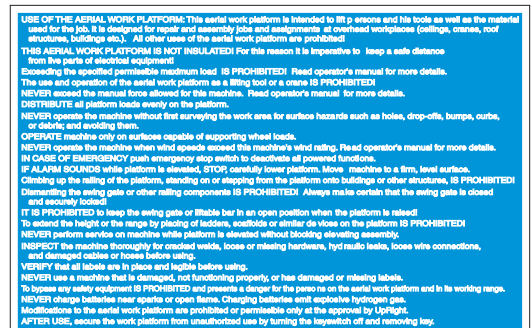 USE OF THE AERIAL WORK PLATFORM: This aerial work platform is intended to lift p ersons and his tools as well as the material
used for the job. It is designed for repair and assembly jobs and assignments at overhead workplaces (ceilings, cranes, roof
structures, buildings etc.). All other uses of the aerial work platform are prohibited!
THIS AERIAL WORK PLATFORM IS NOT INSULATED! For this reason it is imperative to keep a safe distance
from live parts of electrical equipment!
Exceeding the specified permissible maximum load IS PROHIBITED! Read operator's manual for more details.
The use and operation of the aerial work platform as a lifting tool or a crane IS PROHIBITED!
NEVER exceed the manual force allowed for this machine. Read operator's manual for more details.
DISTRIBUTE all platform loads evenly on the platform.
NEVER operate the machine without first surveying the work area for surface hazards such as holes, drop-offs, bumps, curbs,
or debris; and avoiding them.
OPERATE machine only on surfaces capable of supporting wheel loads.
NEVER operate the machine when wind speeds exceed this machine's wind rating. Read operator's manual for more details.
IN CASE OF EMERGENCY push emergency stop switch to deactivate all powered functions.
IF ALARM SOUNDS while platform is elevated, STOP, carefully lower platform. Move machine to a firm, level surface.
Climbing up the railing of the platform, standing on or stepping from the platform onto buildings or other structures, IS PROHIBITED!
Dismantling the swing gate or other railing components IS PROHIBITED! Always make certain that the swing gate is closed
and securely locked!
IT IS PROHIBITED to keep the swing gate or liftable bar in an open position when the platform is raised!
To extend the height or the range by placing of ladders, scaffolds or similar de vices on the platform IS PROHIBITED!
NEVER perform service on machine while platform is elevated without blocking elevating assembly.
INSPECT the machine thoroughly for cracked welds, loose or missing hardware, hyd raulic leaks, loose wire connections,
and damaged cables or hoses before using.
VERIFY that all labels are in place and legible before using.
NEVER use a machine that is damaged, not functioning properly, or has damaged or missing labels.
To bypass any safety equipment IS PROHIBITED and presents a danger for the perso ns on the aerial work platform and in its working range.
NEVER charge batteries near sparks or open flame. Charging batteries emit explosive hydrogen gas.
Modifications to the aerial work platform are prohibited or permissible only at the approval by UpRight.
AFTER USE, secure the work platform from unauthorized use by turning the keyswitch off and removing key.